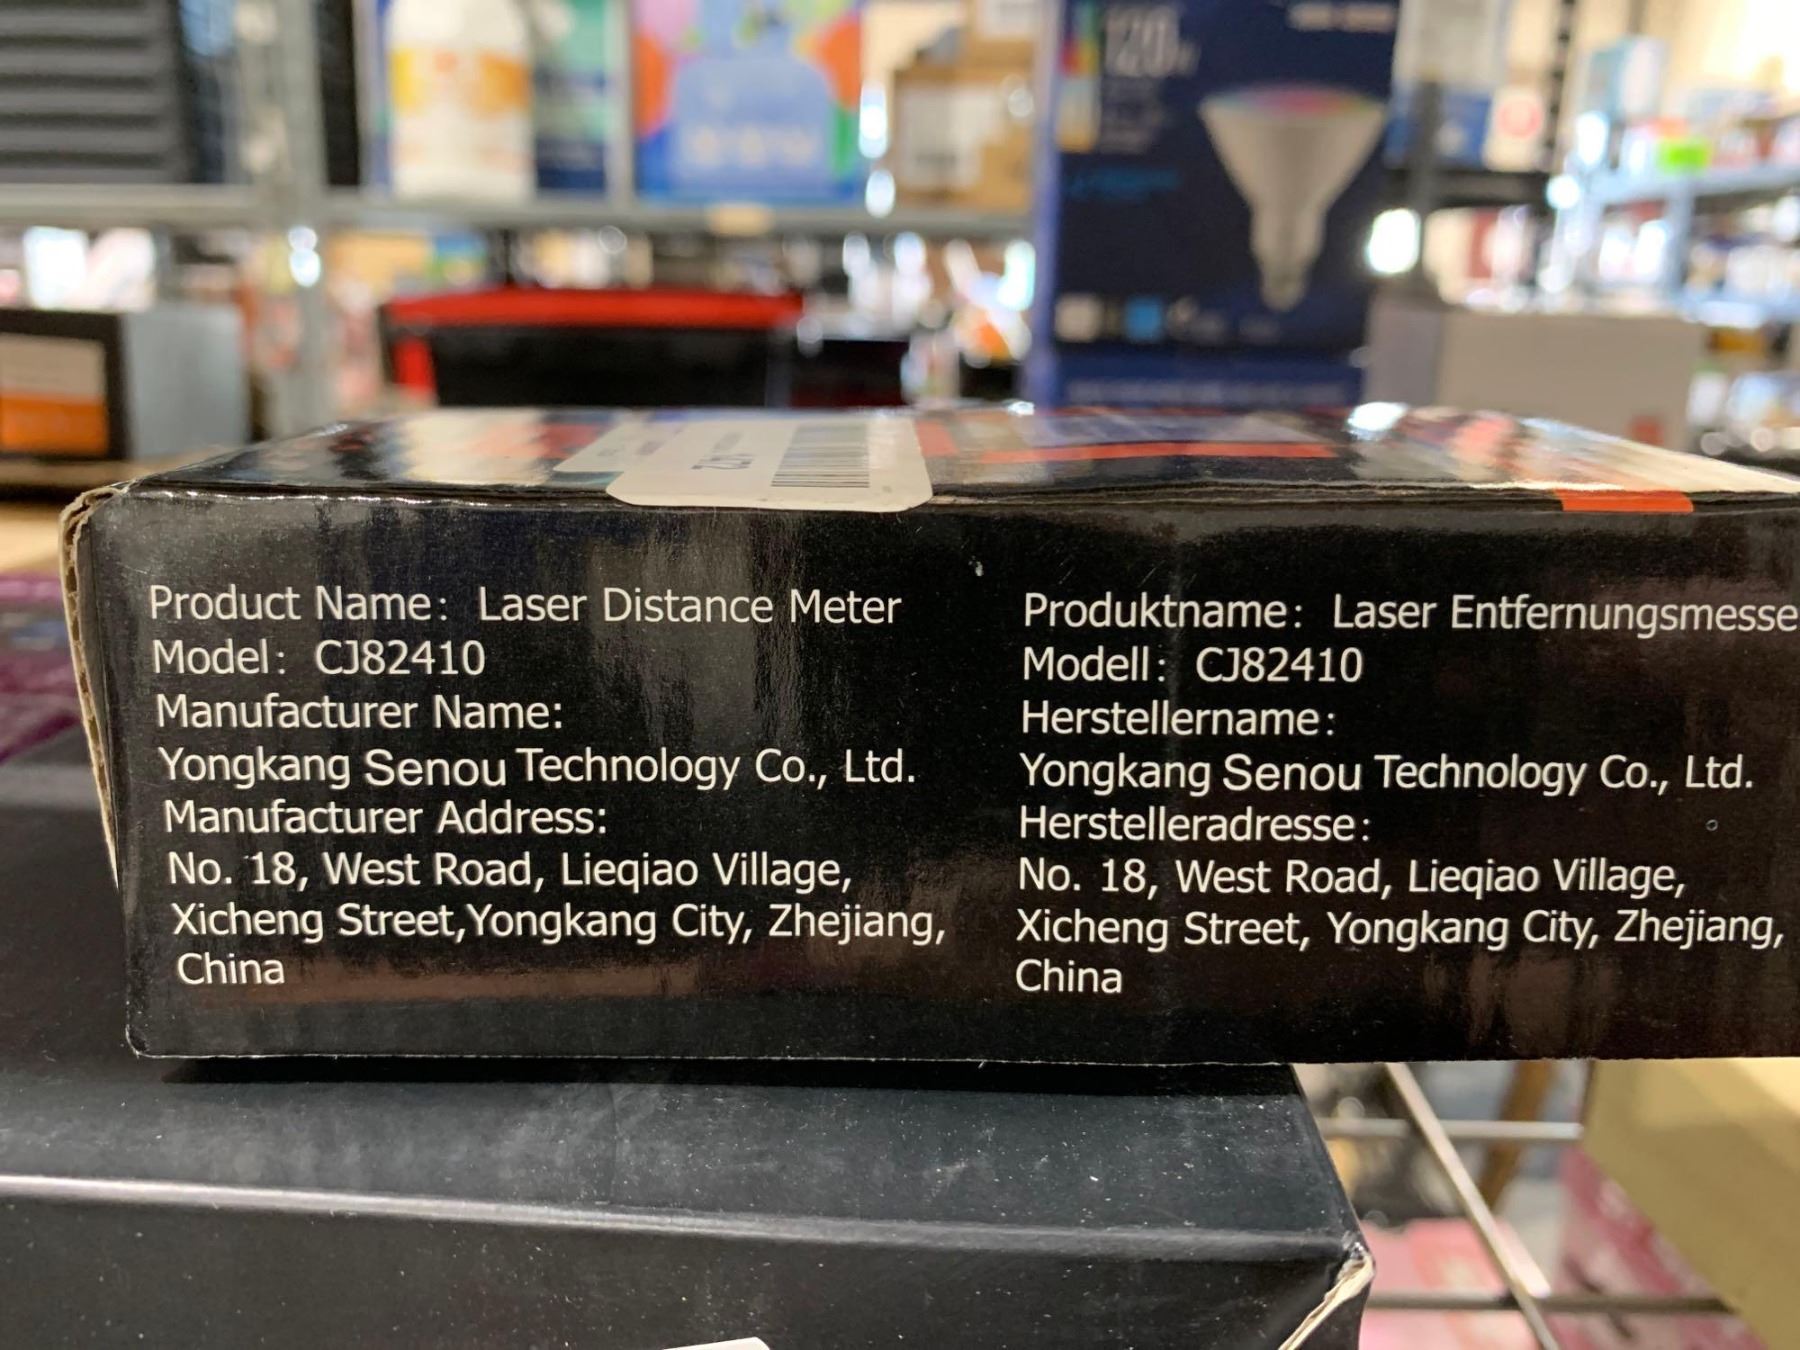 Product Name: Laser Distance Meter
Model: CJ82410
Manufacturer Name:
Yongkang Senou Technology Co., Ltd.
Manufacturer Address:
No. 18, West Road, Lieqiao Village,
Xicheng Street,Yongkang City, Zhejiang,
China
Produktname: Laser Entfernungsmesse
Modell: CJ82410
Herstellername:
Yongkang Senou Technology Co., Ltd.
Herstelleradresse:
No. 18, West Road, Lieqiao Village,
Xicheng Street, Yongkang City, Zhejiang,
China
120